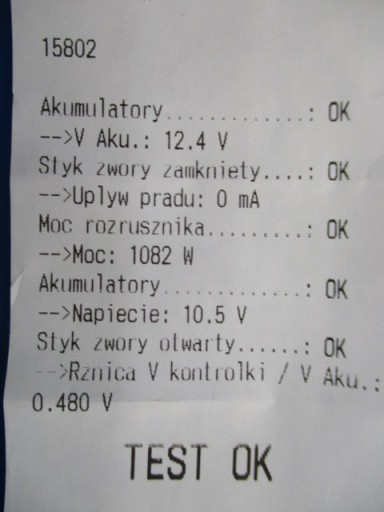 15802
Akumulatory.............: OK
-->V Aku.: 12.4 V
Styk zwory zamkniety....: OK
-->Uplyw pradu: 0 mA
Moc rozrusznika.........: OK
-->Moc: 1082 W
Akumulatory.............: OK
-->Napiecie: 10.5 V
Styk zwory otwarty......: OK
-->Rznica V kontrolki / V Aku.:
0.480 V
TEST OK